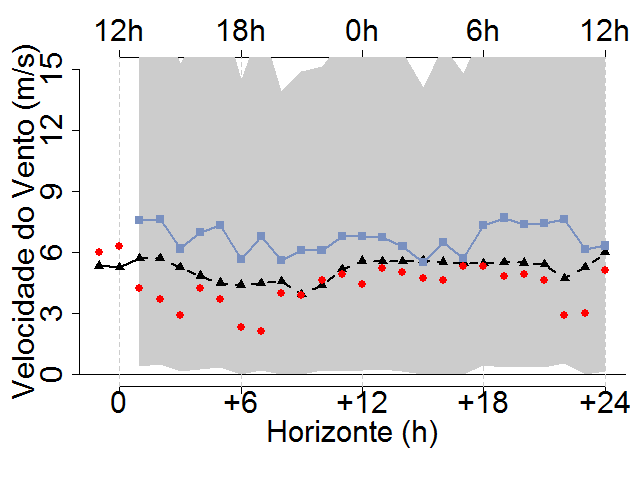 12h 18h 0h 6h 12h
Velocidade do Vento (m/s)
15
12
9
6
3
0
0 +6 +12 +18 +24
Horizonte (h)